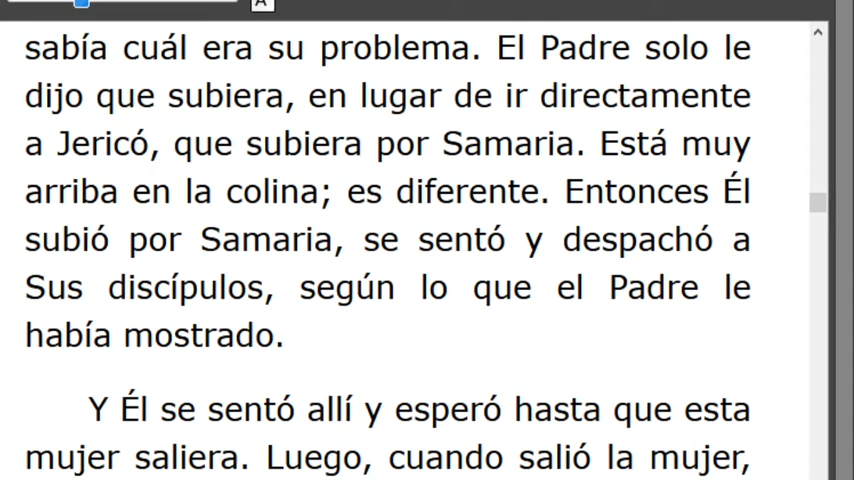 A
sabía cuál era su problema. El Padre solo le
dijo que subiera, en lugar de ir directamente
a Jericó, que subiera por Samaria. Está muy
arriba en la colina; es diferente. Entonces Él
subió por Samaria, se sentó y despachó a
Sus discípulos, según lo que el Padre le
había mostrado.
Y Él se sentó allí y esperó hasta que esta
mujer saliera. Luego, cuando salió la mujer,